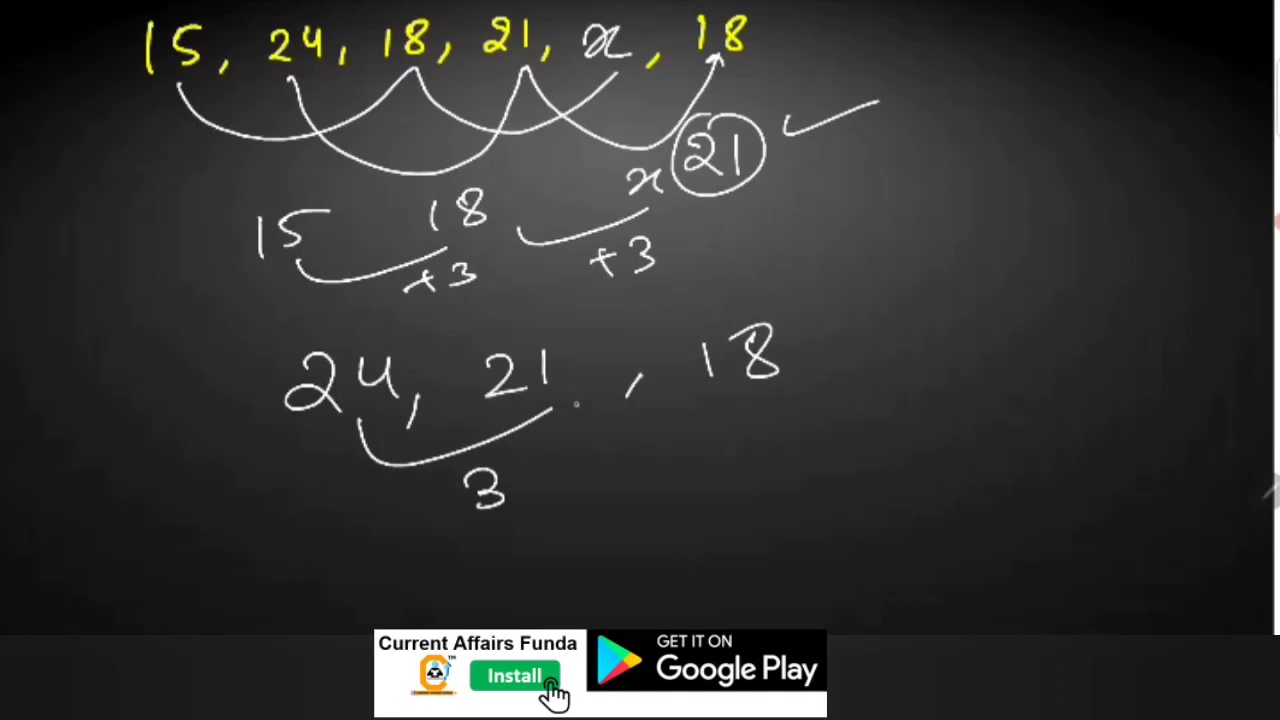 15, 24, 18, 21, x, 18
21
15 18 x
+3 +3
24, 21, 18
3
Current Affairs Funda
Install
GET IT ON
Google Play